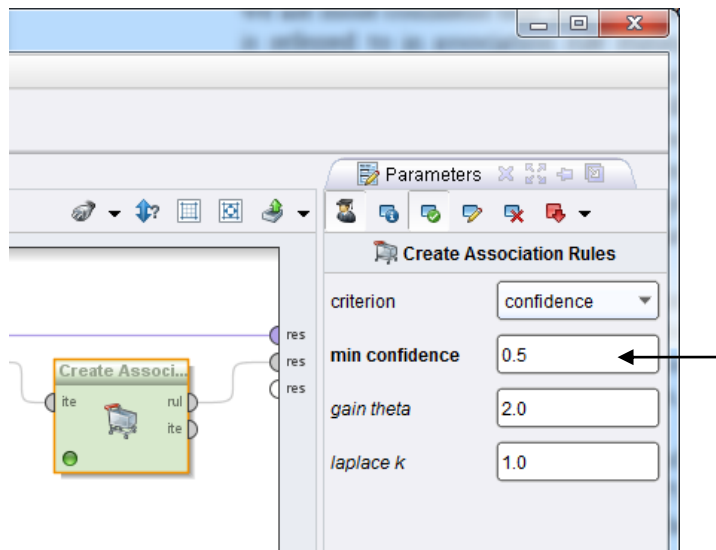 Parameters
Create Association Rules
criterion
confidence
res
min confidence
0.5
res
Create Associ...
res
ite
rul
gain theta
2.0
ite
laplace k
1.0